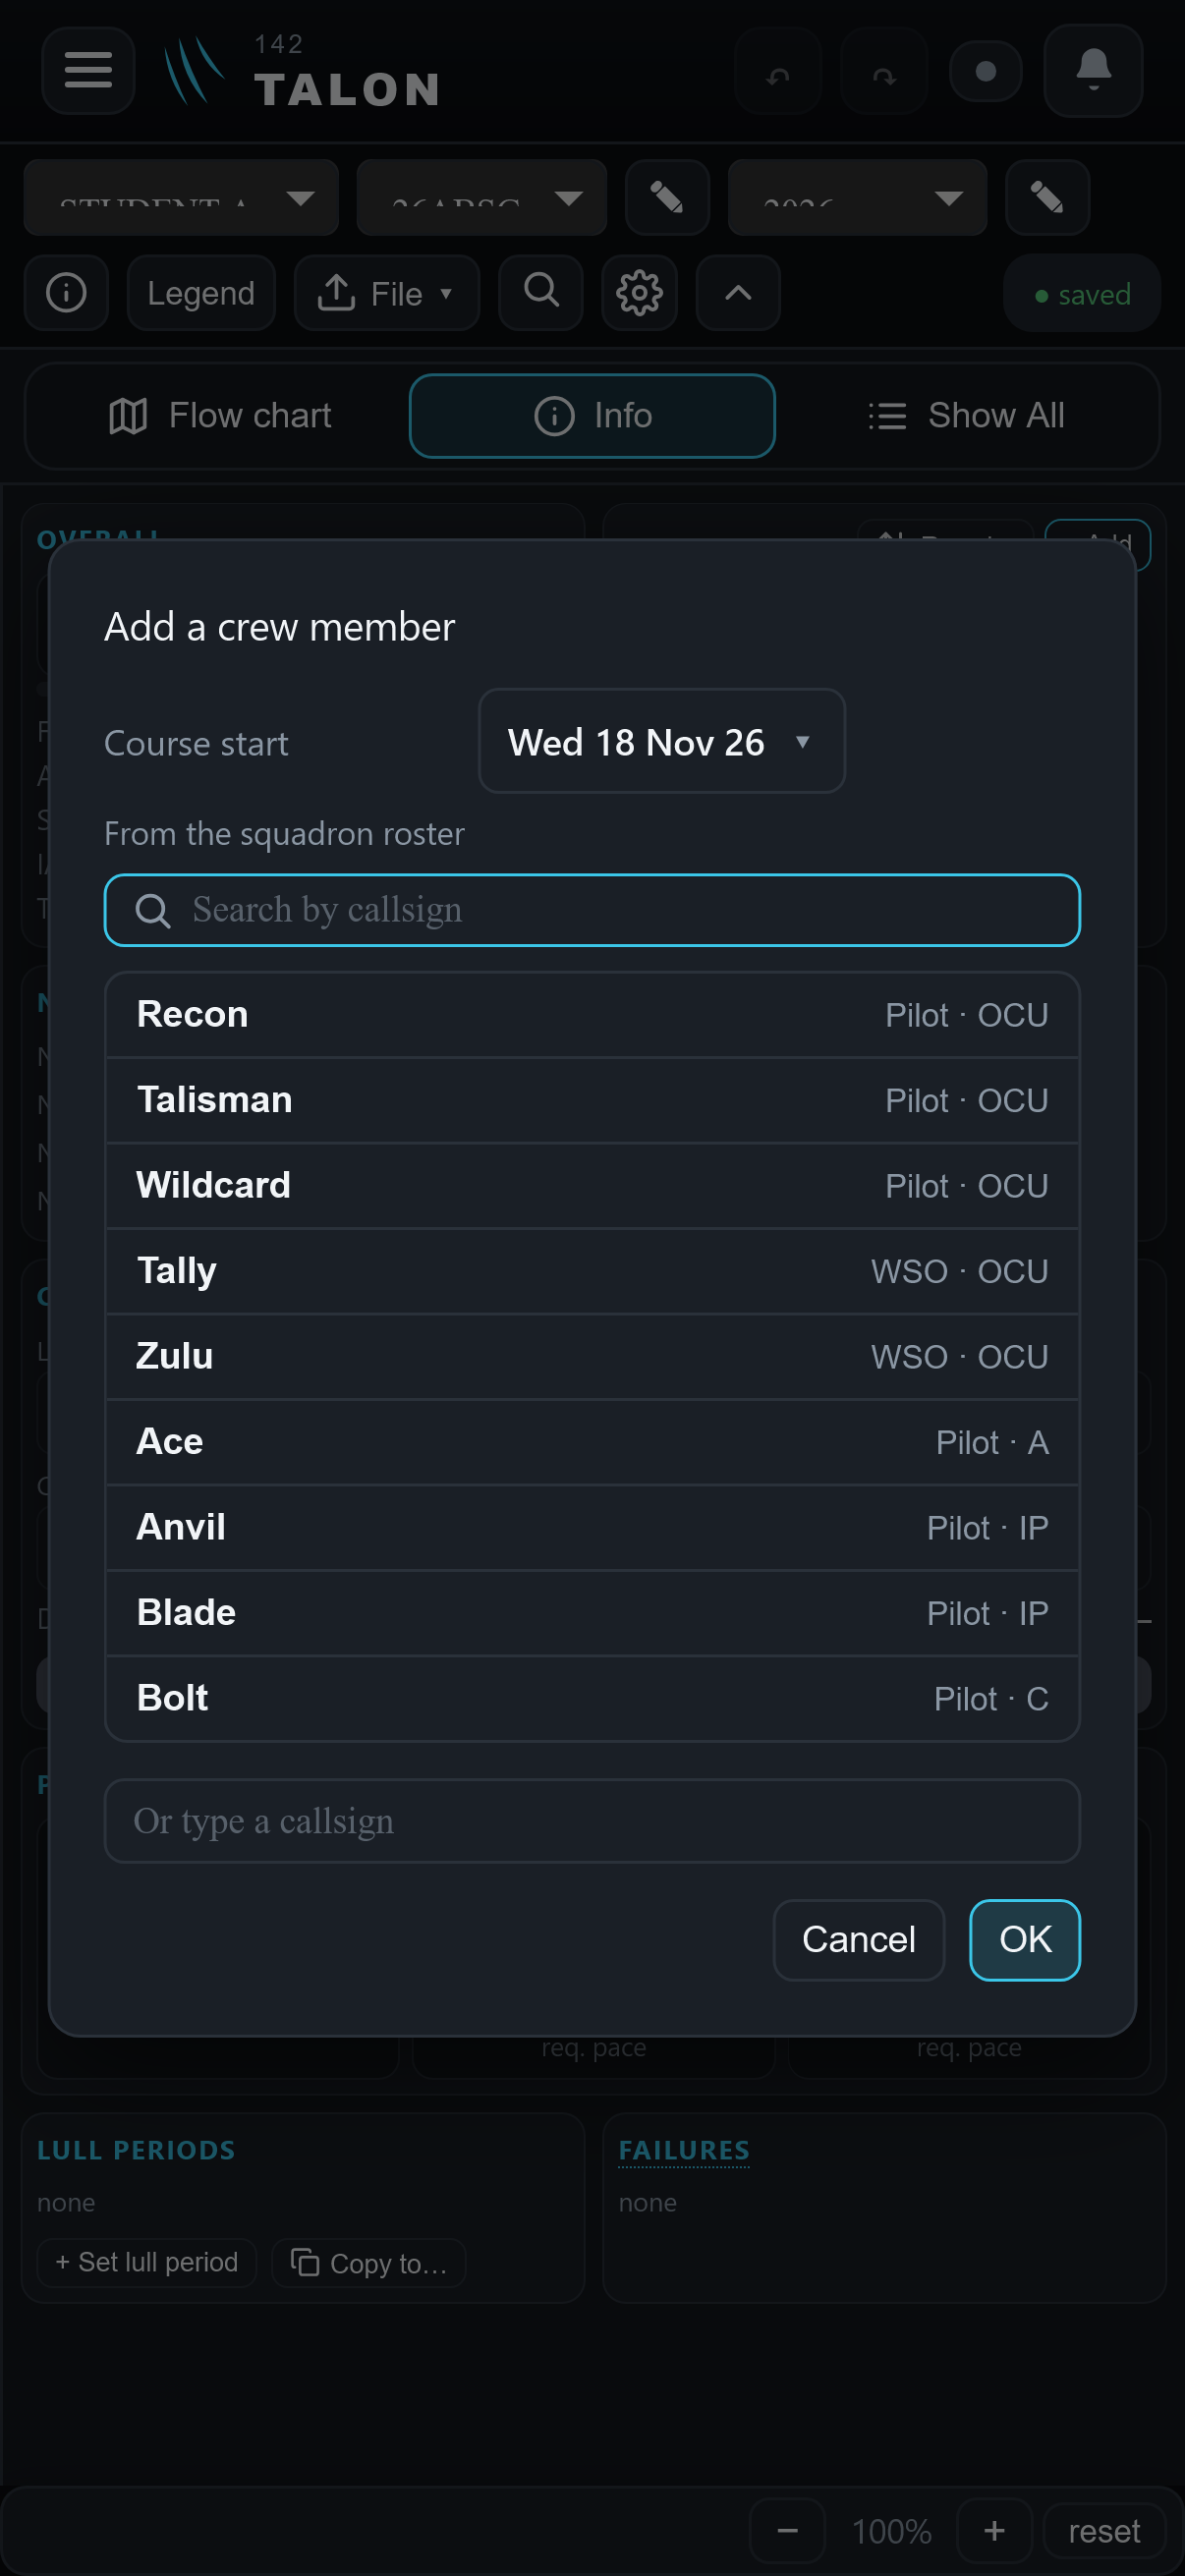 142
TALON
2026
Legend
File ▾
saved
Flow chart
Info
Show All
OVERALL
Add a crew member
Course start
Wed 18 Nov 26 ▾
From the squadron roster
Search by callsign
Recon
Pilot · OCU
Talisman
Pilot · OCU
Wildcard
Pilot · OCU
Tally
WSO · OCU
Zulu
WSO · OCU
Ace
Pilot · A
Anvil
Pilot · IP
Blade
Pilot · IP
Bolt
Pilot · C
Or type a callsign
Cancel
OK
req. pace
req. pace
LULL PERIODS
none
+ Set lull period
Copy to…
FAILURES
none
− 100% +
reset